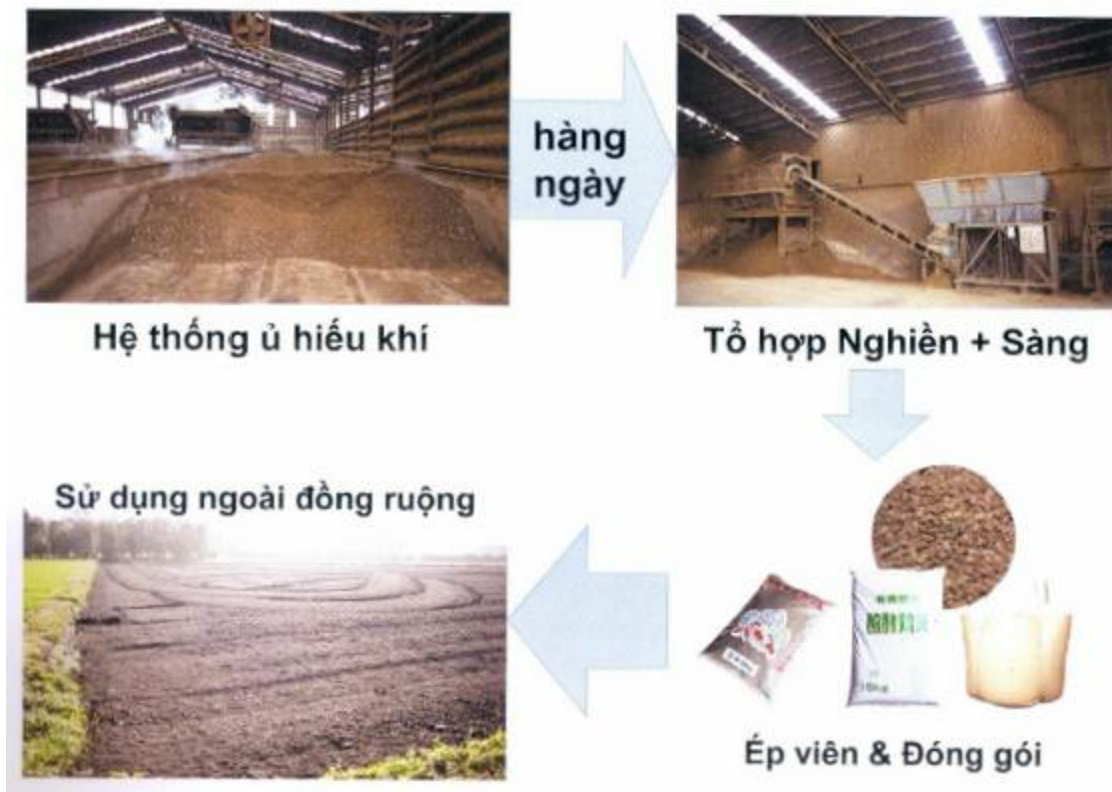 hàng
ngày
Hệ thống ủ hiếu khí
Tổ hợp Nghiền + Sàng
Sử dụng ngoài đồng ruộng
Ép viên & Đóng gói